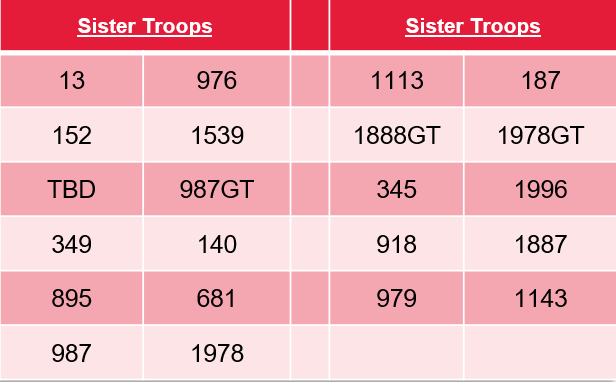 Sister Troops Sister Troops
13 976 1113 187
152 1539 1888GT 1978GT
TBD 987GT 345 1996
349 140 918 1887
895 681 979 1143
987 1978